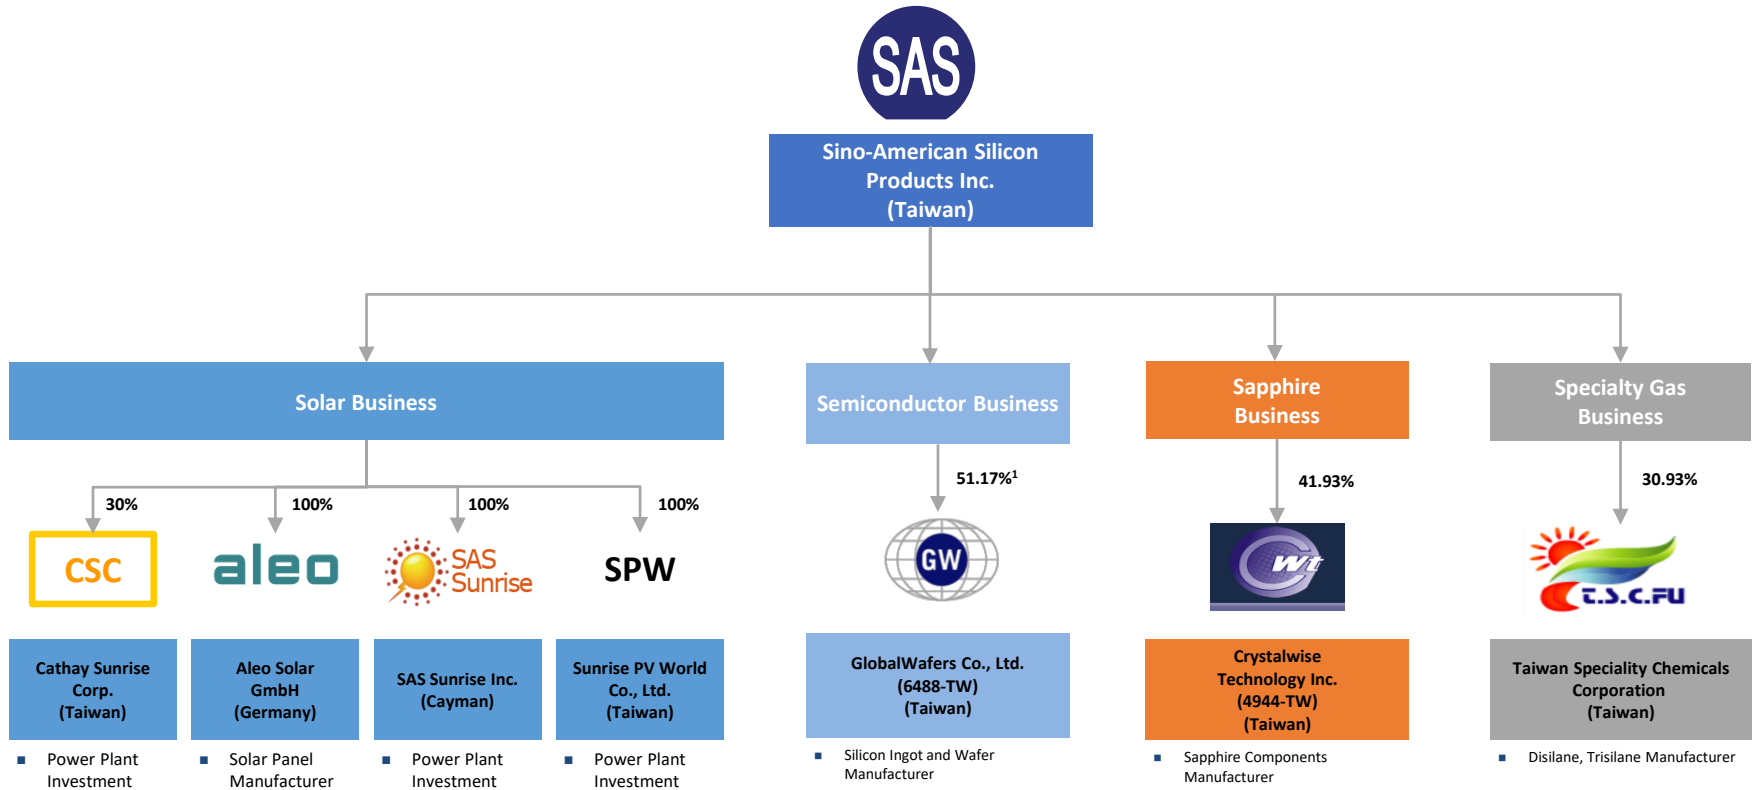 SAS
Sino-American Silicon
Products Inc.
(Taiwan)
Solar Business
Semiconductor Business
Sapphire
Business
Specialty Gas
Business
30%
100%
100%
100%
51.17%¹
41.93%
30.93%
CSC
aleo
SAS
Sunrise
SPW
GW
Cwt
T.S.C.FU
Cathay Sunrise
Corp.
(Taiwan)
Aleo Solar
GmbH
(Germany)
SAS Sunrise Inc.
(Cayman)
Sunrise PV World
Co., Ltd.
(Taiwan)
GlobalWafers Co., Ltd.
(6488-TW)
(Taiwan)
Crystalwise
Technology Inc.
(4944-TW)
(Taiwan)
Taiwan Speciality Chemicals
Corporation
(Taiwan)
▪ Power Plant
Investment
▪ Solar Panel
Manufacturer
▪ Power Plant
Investment
▪ Power Plant
Investment
▪ Silicon Ingot and Wafer
Manufacturer
▪ Sapphire Components
Manufacturer
▪ Disilane, Trisilane Manufacturer